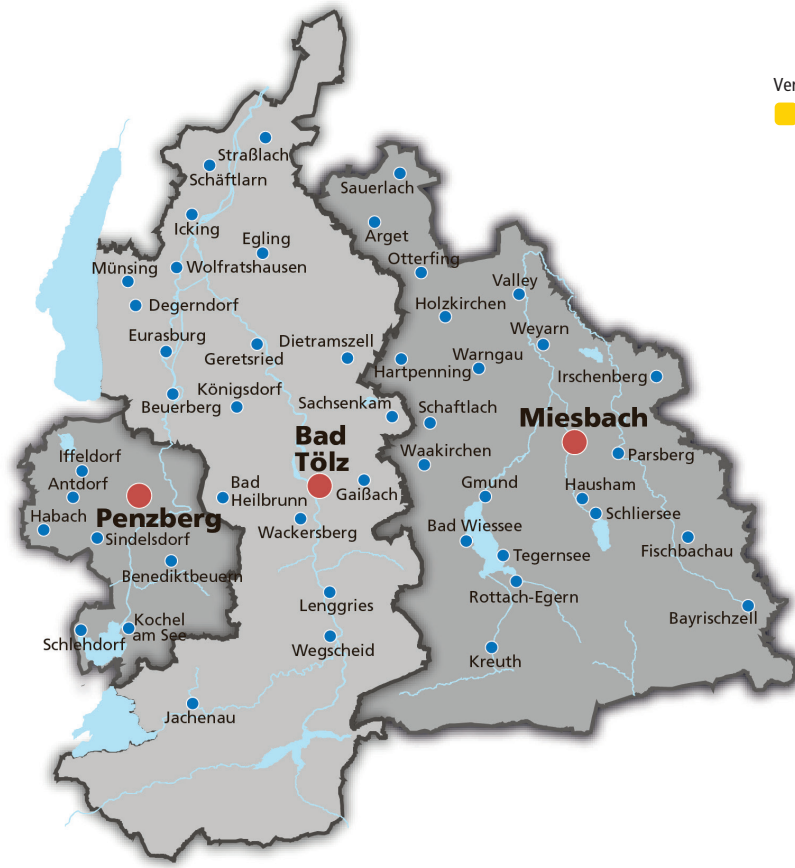 Ver
Straßlach
Schäftlarn
Sauerlach
Icking
Arget
Egling
Otterfing
Münsing
Wolfratshausen
Valley
Degerndorf
Holzkirchen
Weyarn
Eurasburg
Dietramszell
Geretsried
Warngau
Hartpenning
Irschenberg
Königsdorf
Beuerberg
Sachsenkam
Schaftlach
Miesbach
Bad
Tölz
Waakirchen
Parsberg
Iffeldorf
Antdorf
Bad
Heilbrunn
Gaißach
Gmund
Hausham
Habach
Penzberg
Schliersee
Sindelsdorf
Wackersberg
Bad Wiessee
Fischbachau
Tegernsee
Benediktbeuern
Rottach-Egern
Lenggries
Bayrischzell
Kochel
am See
Schlehdorf
Wegscheid
Kreuth
Jachenau